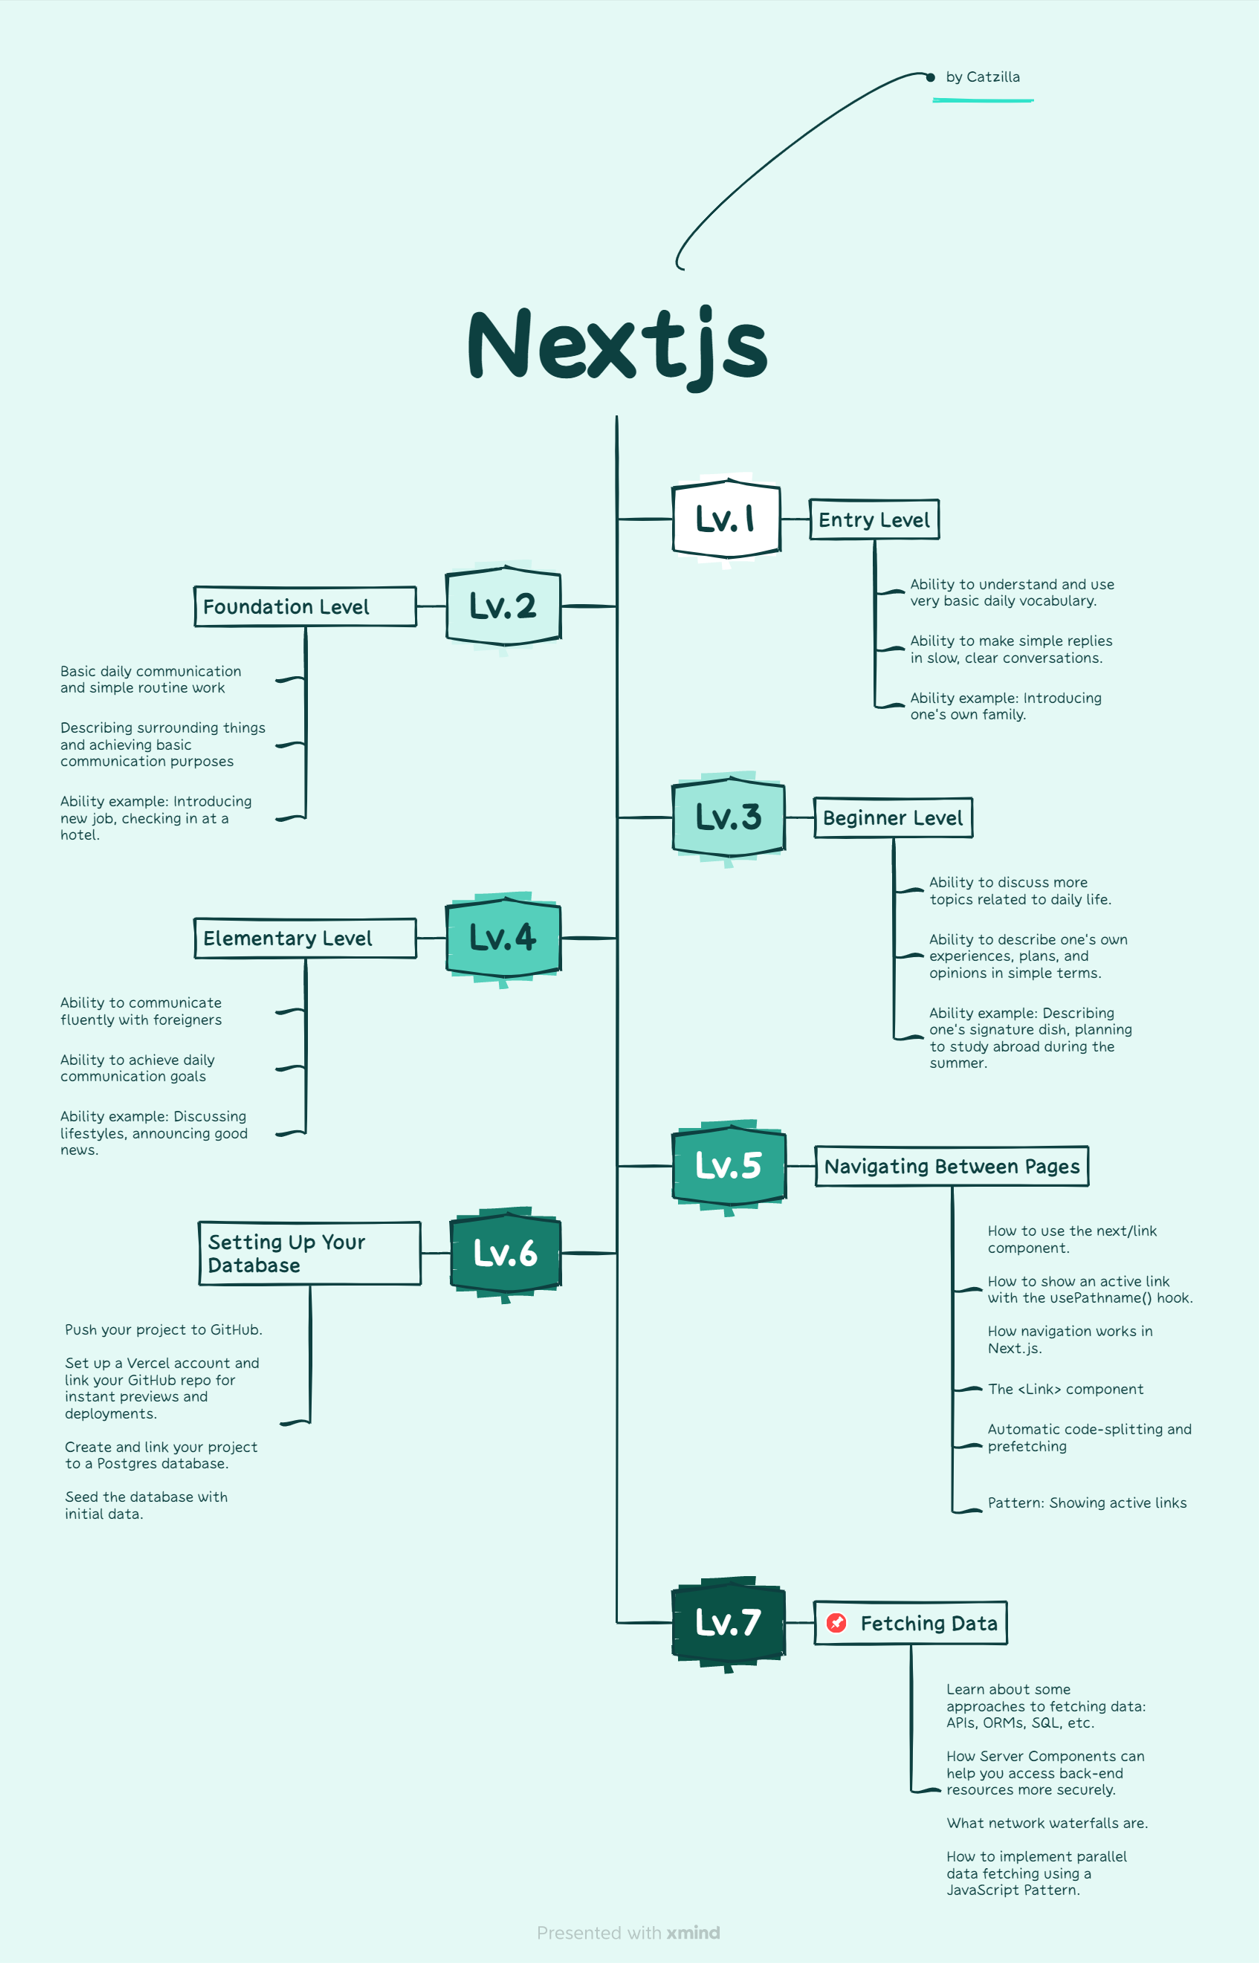 by Catzilla
Nextjs
Lv.1
Entry Level
Ability to understand and use
very basic daily vocabulary.
Ability to make simple replies
in slow, clear conversations.
Ability example: Introducing
one's own family.
Lv.2
Foundation Level
Basic daily communication
and simple routine work
Describing surrounding things
and achieving basic
communication purposes
Ability example: Introducing
new job, checking in at a
hotel.
Lv.3
Beginner Level
Ability to discuss more
topics related to daily life.
Ability to describe one's own
experiences, plans, and
opinions in simple terms.
Ability example: Describing
one's signature dish, planning
to study abroad during the
summer.
Lv.4
Elementary Level
Ability to communicate
fluently with foreigners
Ability to achieve daily
communication goals
Ability example: Discussing
lifestyles, announcing good
news.
Lv.5
Navigating Between Pages
How to use the next/link
component.
How to show an active link
with the usePathname() hook.
How navigation works in
Next.js.
The <Link> component
Automatic code-splitting and
prefetching
Pattern: Showing active links
Lv.6
Setting Up Your
Database
Push your project to GitHub.
Set up a Vercel account and
link your GitHub repo for
instant previews and
deployments.
Create and link your project
to a Postgres database.
Seed the database with
initial data.
Lv.7
Fetching Data
Learn about some
approaches to fetching data:
APIs, ORMs, SQL, etc.
How Server Components can
help you access back-end
resources more securely.
What network waterfalls are.
How to implement parallel
data fetching using a
JavaScript Pattern.
Presented with xmind